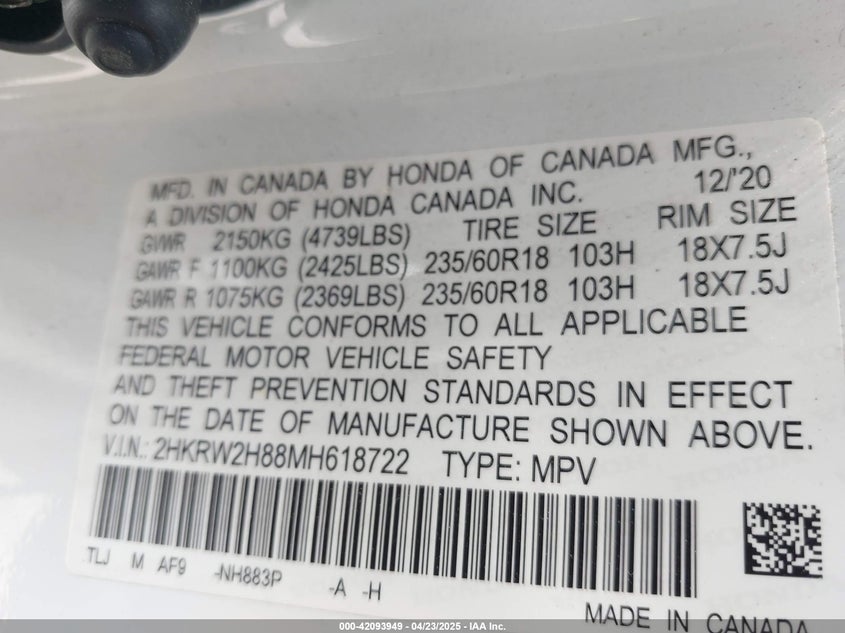 MFD. IN CANADA BY HONDA OF CANADA MFG.,
A DIVISION OF HONDA CANADA INC. 12/'20
GVWR 2150KG (4739LBS) TIRE SIZE RIM SIZE
GAWR F 1100KG (2425LBS) 235/60R18 103H 18X7.5J
GAWR R 1075KG (2369LBS) 235/60R18 103H 18X7.5J
THIS VEHICLE CONFORMS TO ALL APPLICABLE
FEDERAL MOTOR VEHICLE SAFETY
AND THEFT PREVENTION STANDARDS IN EFFECT
ON THE DATE OF MANUFACTURE SHOWN ABOVE.
V.I.N.: 2HKRW2H88MH618722 TYPE: MPV
TLJ M AF9 -NH883P -A -H
MADE IN CANADA
000-42093949 - 04/23/2025 - IAA Inc.